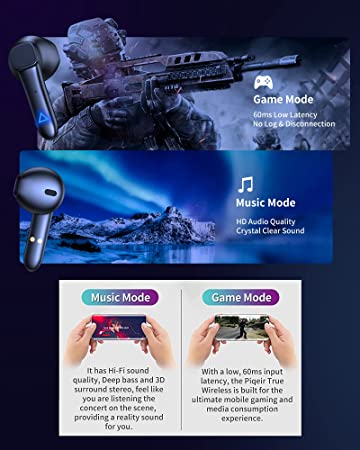 Game Mode
60ms Low Latency
No Log & Disconnection
Music Mode
HD Audio Quality
Crystal Clear Sound
Music Mode
It has Hi-Fi sound
quality, Deep bass and 3D
surround stereo, feel like
you are listening the
concert on the scene,
providing a reality sound
for you.
Game Mode
With a low, 60ms input
latency, the Piqeir True
Wireless is built for the
ultimate mobile gaming and
media consumption
experience.